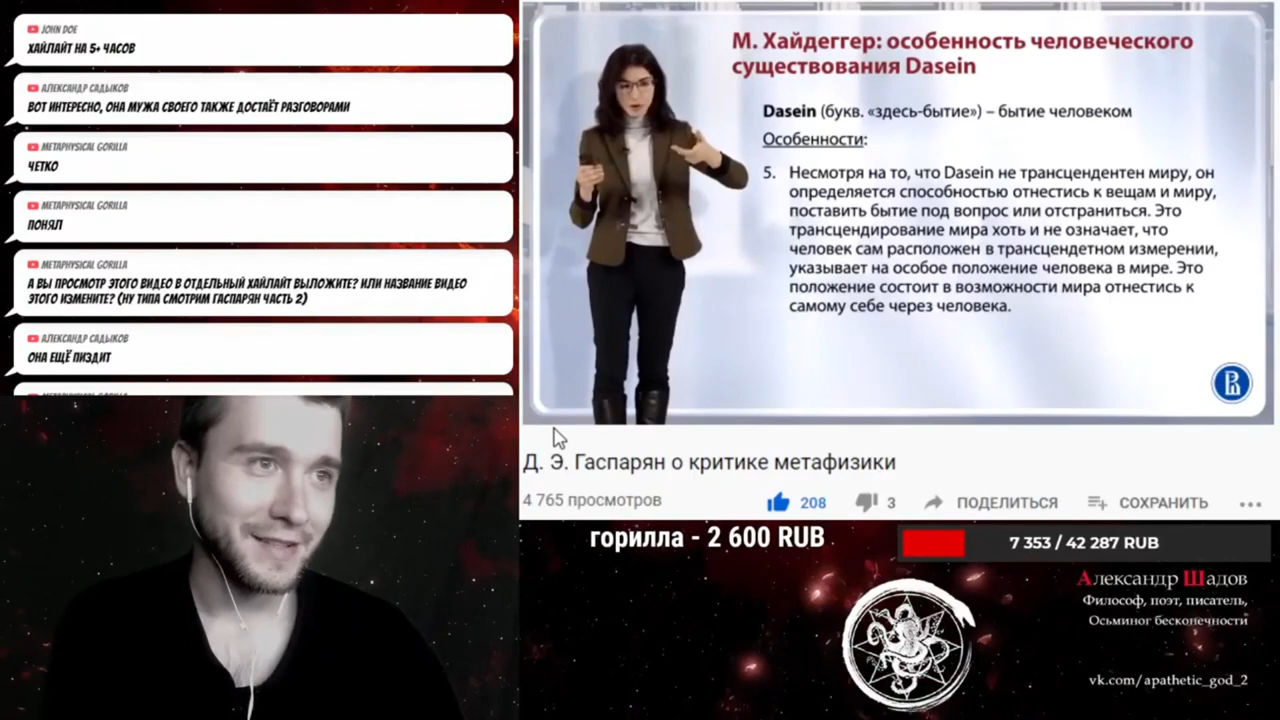 JOHN DOE
ХАЙЛАЙТ НА 5+ ЧАСОВ
АЛЕКСАНДР САДЫКОВ
ВОТ ИНТЕРЕСНО, ОНА МУЖА СВОЕГО ТАКЖЕ ДОСТАЁТ РАЗГОВОРАМИ
METAPHYSICAL GORILLA
ЧЕТКО
METAPHYSICAL GORILLA
ПОНЯЛ
METAPHYSICAL GORILLA
А ВЫ ПРОСМОТР ЭТОГО ВИДЕО В ОТДЕЛЬНЫЙ ХАЙЛАЙТ ВЫЛОЖИТЕ? ИЛИ НАЗВАНИЕ ВИДЕО
ЭТОГО ИЗМЕНИТЕ? (НУ ТИПА СМОТРИМ ГАСПАРЯН ЧАСТЬ 2)
АЛЕКСАНДР САДЫКОВ
ОНА ЕЩЁ ПИЗДИТ
М. Хайдеггер: особенность человеческого
существования Dasein
Dasein (букв. «здесь-бытие») – бытие человеком
Особенности:
5. Несмотря на то, что Dasein не трансцендентен миру, он
определяется способностью отнестись к вещам и миру,
поставить бытие под вопрос или отстраниться. Это
трансцендирование мира хоть и не означает, что
человек сам расположен в трансцендетном измерении,
указывает на особое положение человека в мире. Это
положение состоит в возможности мира отнестись к
самому себе через человека.
Д. Э. Гаспарян о критике метафизики
4 765 просмотров
208
3
ПОДЕЛИТЬСЯ
СОХРАНИТЬ
горилла - 2 600 RUB
7 353 / 42 287 RUB
Александр Шадов
Философ, поэт, писатель,
Осьминог бесконечности
vk.com/apathetic_god_2